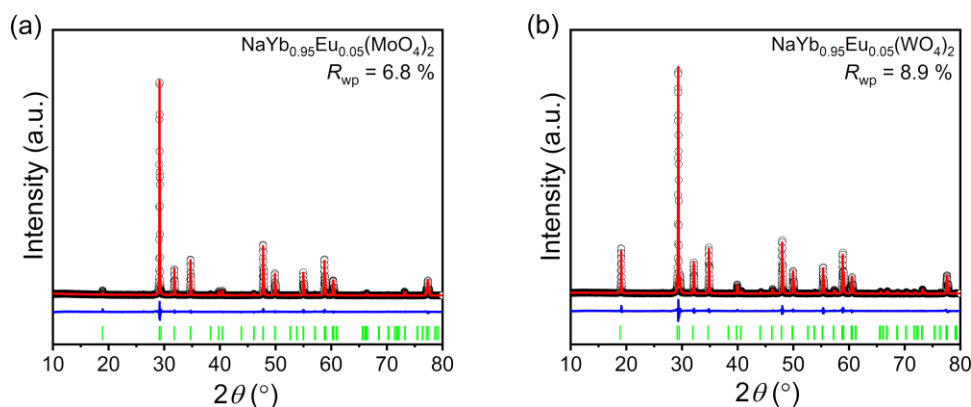 (a)
NaYb0.95Eu0.05(MoO4)2
Rwp = 6.8 %
Intensity (a.u.)
10 20 30 40 50 60 70 80
2θ (°)
(b)
NaYb0.95Eu0.05(WO4)2
Rwp = 8.9 %
Intensity (a.u.)
10 20 30 40 50 60 70 80
2θ (°)